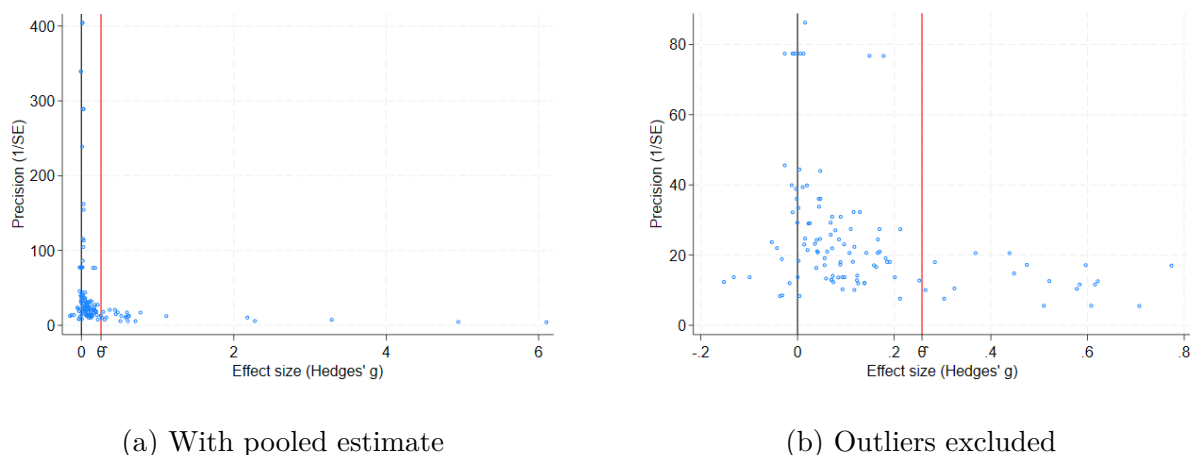 400
300
200
100
0
Precision (1/SE)
0 θ̂ 2 4 6
Effect size (Hedges' g)
(a) With pooled estimate
80
60
40
20
0
Precision (1/SE)
-.2 0 .2 θ̂ .4 .6 .8
Effect size (Hedges' g)
(b) Outliers excluded